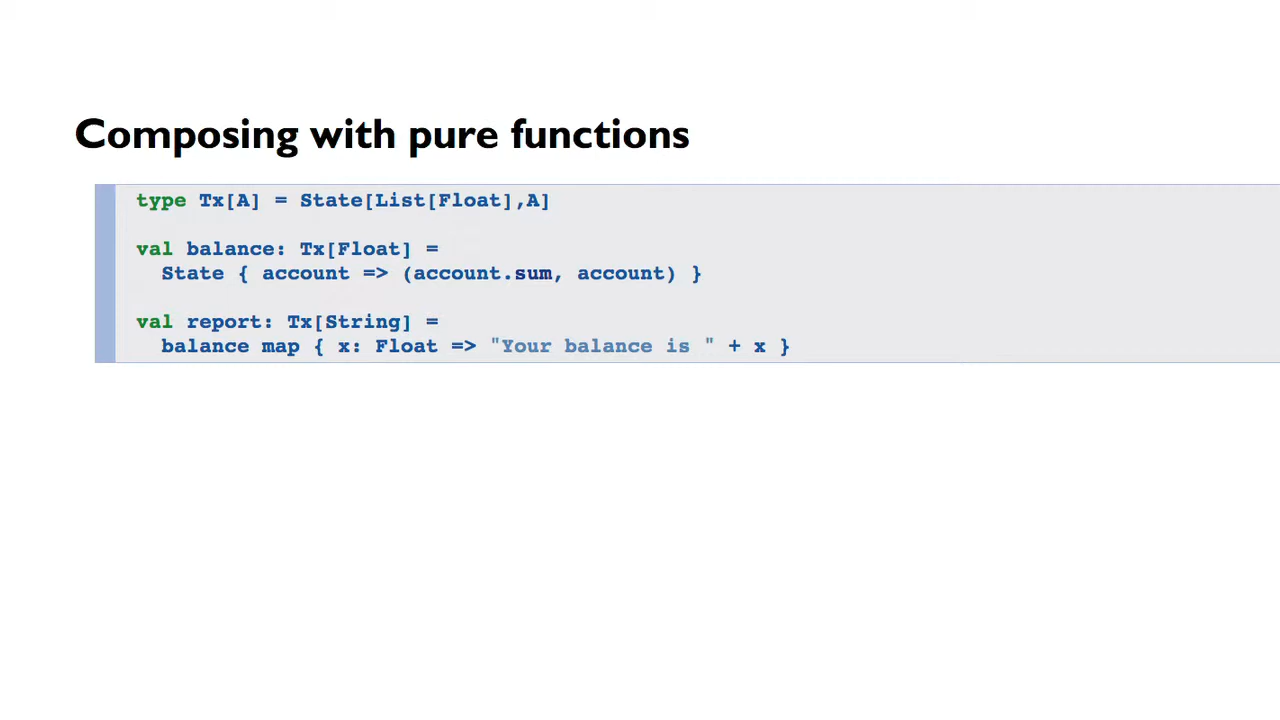 Composing with pure functions
type Tx[A] = State[List[Float],A]
val balance: Tx[Float] =
State { account => (account.sum, account) }
val report: Tx[String] =
balance map { x: Float => "Your balance is " + x }